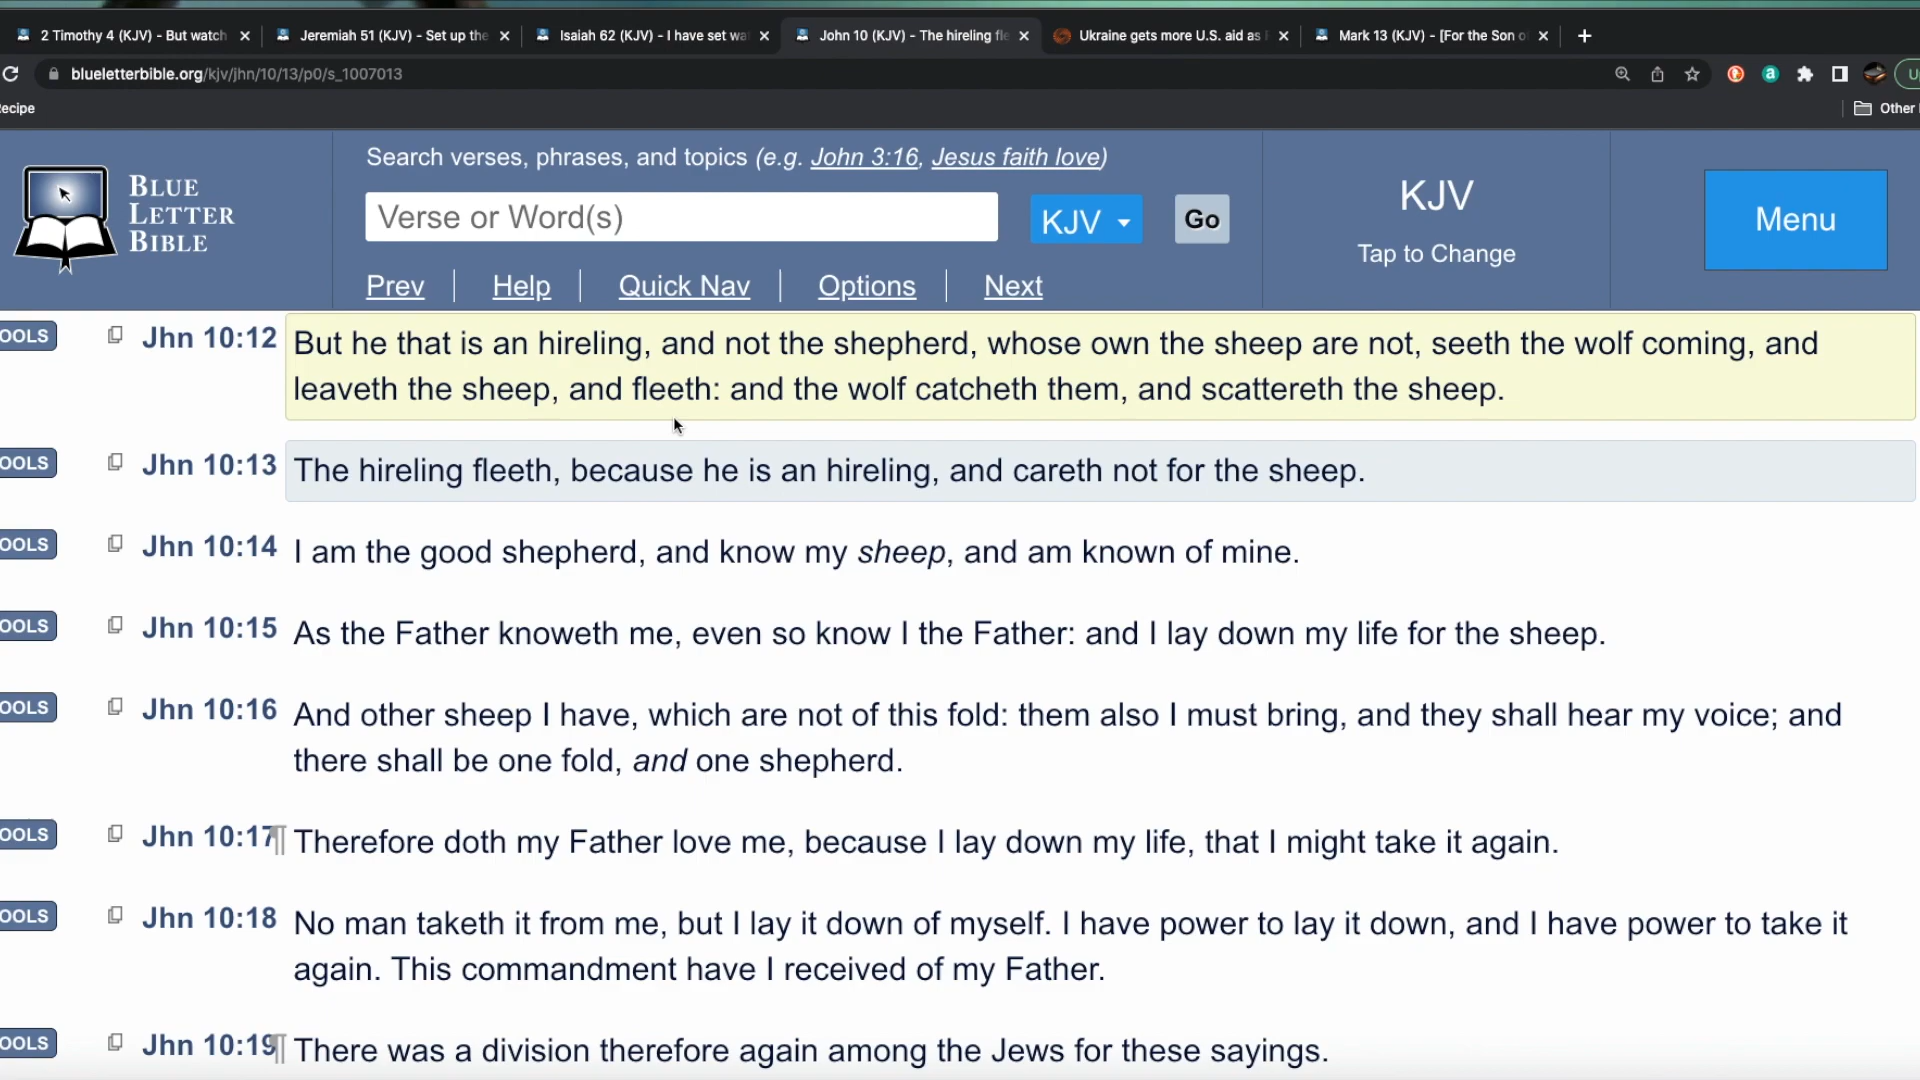 2 Timothy 4 (KJV) - But watch
Jeremiah 51 (KJV) - Set up the
Isaiah 62 (KJV) - I have set wa
John 10 (KJV) - The hireling fle
Ukraine gets more U.S. aid as
Mark 13 (KJV) - [For the Son o
blueletterbible.org/kjv/jhn/10/13/p0/s_1007013
ecipe
Other
BLUE
LETTER
BIBLE
Search verses, phrases, and topics (e.g. John 3:16, Jesus faith love)
Verse or Word(s)
KJV
Go
Prev
Help
Quick Nav
Options
Next
KJV
Tap to Change
Menu
OOLS Jhn 10:12 But he that is an hireling, and not the shepherd, whose own the sheep are not, seeth the wolf coming, and
leaveth the sheep, and fleeth: and the wolf catcheth them, and scattereth the sheep.
OOLS Jhn 10:13 The hireling fleeth, because he is an hireling, and careth not for the sheep.
OOLS Jhn 10:14 I am the good shepherd, and know my sheep, and am known of mine.
OOLS Jhn 10:15 As the Father knoweth me, even so know I the Father: and I lay down my life for the sheep.
OOLS Jhn 10:16 And other sheep I have, which are not of this fold: them also I must bring, and they shall hear my voice; and
there shall be one fold, and one shepherd.
OOLS Jhn 10:17 ¶ Therefore doth my Father love me, because I lay down my life, that I might take it again.
OOLS Jhn 10:18 No man taketh it from me, but I lay it down of myself. I have power to lay it down, and I have power to take it
again. This commandment have I received of my Father.
OOLS Jhn 10:19 ¶ There was a division therefore again among the Jews for these sayings.